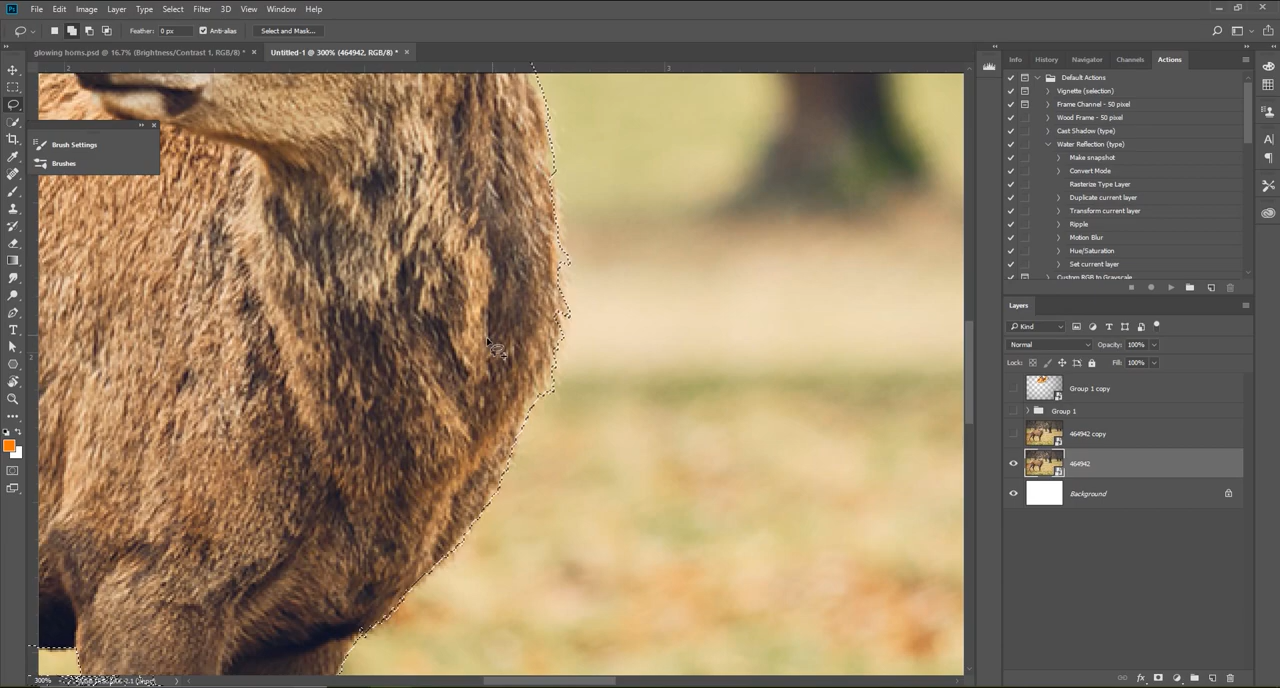 Ps File Edit Image Layer Type Select Filter 3D View Window Help
Feather: 0 px Anti-alias Select and Mask...
glowing horns.psd @ 16.7% (Brightness/Contrast 1, RGB/8) * × Untitled-1 @ 300% (464942, RGB/8) * ×
Info History Navigator Channels Actions
2 3
Default Actions
Vignette (selection)
Frame Channel - 50 pixel
Wood Frame - 50 pixel
Cast Shadow (type)
Water Reflection (type)
Make snapshot
Convert Mode
Rasterize Type Layer
Duplicate current layer
Transform current layer
Ripple
Motion Blur
Hue/Saturation
Set current layer
Custom RGB to Grayscale
Brush Settings
Brushes
Layers
Kind
Normal Opacity: 100%
Lock: Fill: 100%
Group 1 copy
Group 1
464942 copy
464942
Background
2
300%
fx